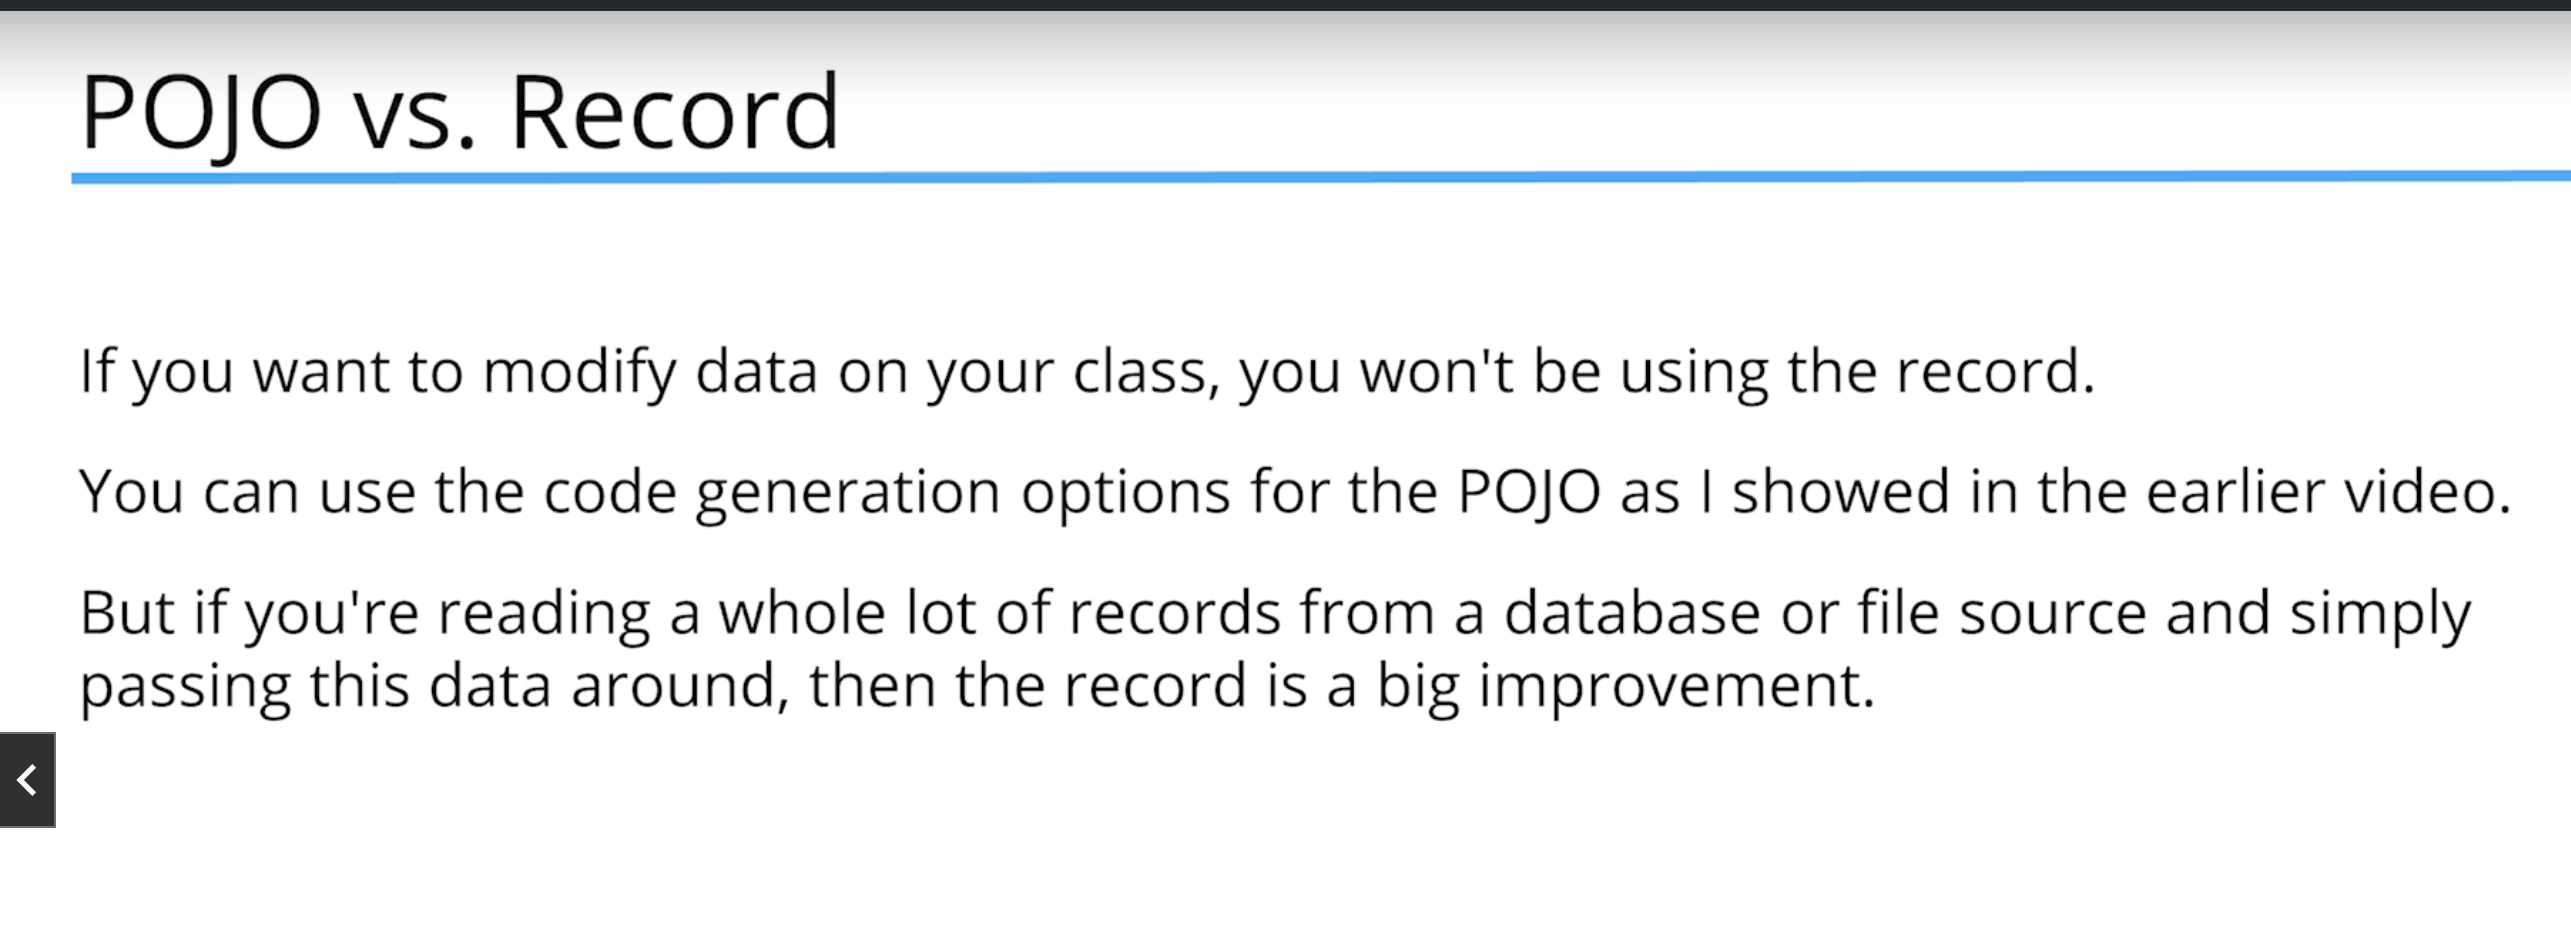 POJO vs. Record
If you want to modify data on your class, you won't be using the record.
You can use the code generation options for the POJO as I showed in the earlier video.
But if you're reading a whole lot of records from a database or file source and simply
passing this data around, then the record is a big improvement.